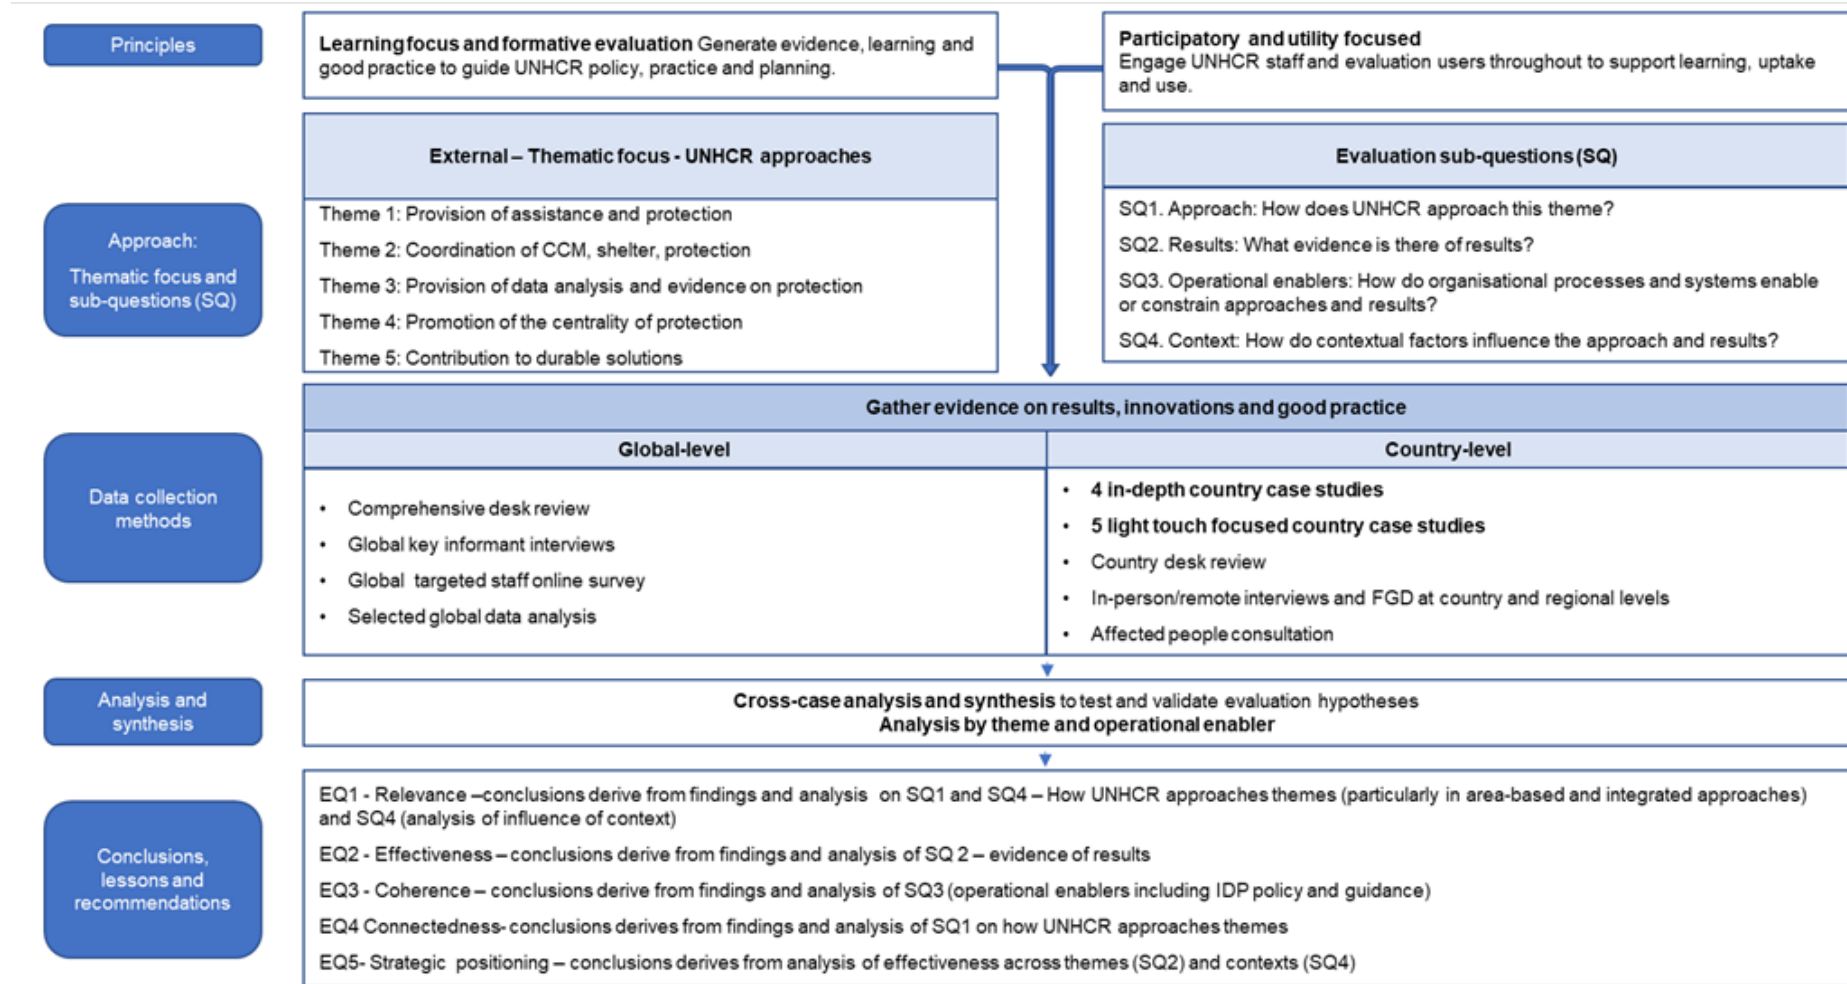 Principles
Learning focus and formative evaluation Generate evidence, learning and
good practice to guide UNHCR policy, practice and planning.
Participatory and utility focused
Engage UNHCR staff and evaluation users throughout to support learning, uptake
and use.
Approach:
Thematic focus and
sub-questions (SQ)
External – Thematic focus - UNHCR approaches
Theme 1: Provision of assistance and protection
Theme 2: Coordination of CCM, shelter, protection
Theme 3: Provision of data analysis and evidence on protection
Theme 4: Promotion of the centrality of protection
Theme 5: Contribution to durable solutions
Evaluation sub-questions (SQ)
SQ1. Approach: How does UNHCR approach this theme?
SQ2. Results: What evidence is there of results?
SQ3. Operational enablers: How do organisational processes and systems enable
or constrain approaches and results?
SQ4. Context: How do contextual factors influence the approach and results?
Data collection
methods
Gather evidence on results, innovations and good practice
Global-level
• Comprehensive desk review
• Global key informant interviews
• Global targeted staff online survey
• Selected global data analysis
Country-level
• 4 in-depth country case studies
• 5 light touch focused country case studies
• Country desk review
• In-person/remote interviews and FGD at country and regional levels
• Affected people consultation
Analysis and
synthesis
Cross-case analysis and synthesis to test and validate evaluation hypotheses
Analysis by theme and operational enabler
Conclusions,
lessons and
recommendations
EQ1 - Relevance –conclusions derive from findings and analysis on SQ1 and SQ4 – How UNHCR approaches themes (particularly in area-based and integrated approaches)
and SQ4 (analysis of influence of context)
EQ2 - Effectiveness – conclusions derive from findings and analysis of SQ 2 – evidence of results
EQ3 - Coherence – conclusions derive from findings and analysis of SQ3 (operational enablers including IDP policy and guidance)
EQ4 Connectedness- conclusions derives from findings and analysis of SQ1 on how UNHCR approaches themes
EQ5- Strategic positioning – conclusions derives from analysis of effectiveness across themes (SQ2) and contexts (SQ4)